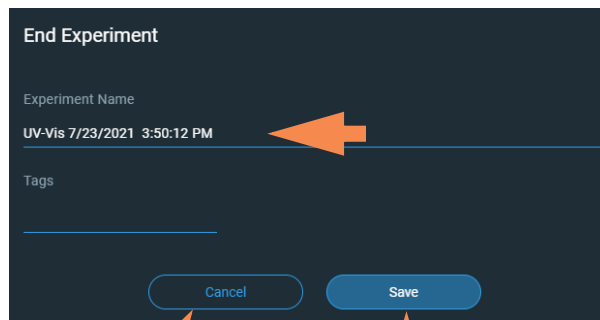 End Experiment
Experiment Name
UV-Vis 7/23/2021 3:50:12 PM
Tags
Cancel
Save